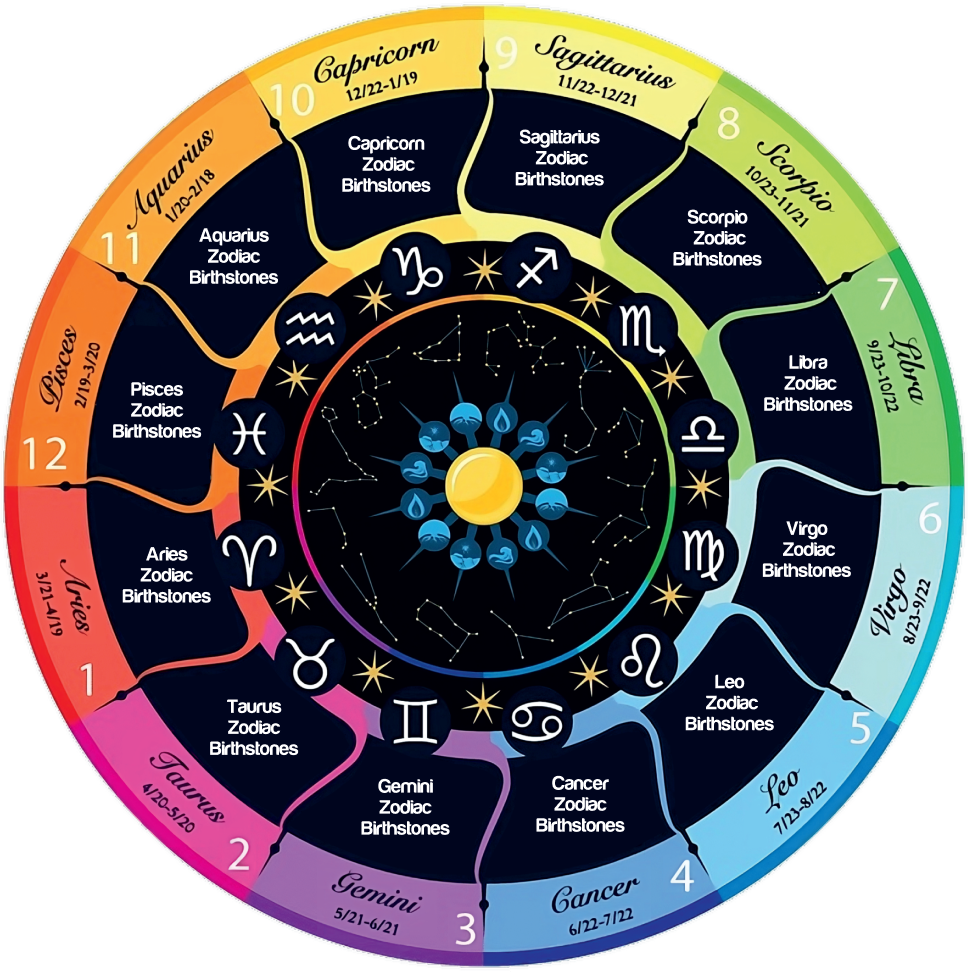 1
Aries
3/21-4/19
Aries
Zodiac
Birthstones
2
Taurus
4/20-5/20
Taurus
Zodiac
Birthstones
3
Gemini
5/21-6/21
Gemini
Zodiac
Birthstones
4
Cancer
6/22-7/22
Cancer
Zodiac
Birthstones
5
Leo
7/23-8/22
Leo
Zodiac
Birthstones
6
Virgo
8/23-9/22
Virgo
Zodiac
Birthstones
7
Libra
9/23-10/22
Libra
Zodiac
Birthstones
8
Scorpio
10/23-11/21
Scorpio
Zodiac
Birthstones
9
Sagittarius
11/22-12/21
Sagittarius
Zodiac
Birthstones
10
Capricorn
12/22-1/19
Capricorn
Zodiac
Birthstones
11
Aquarius
1/20-2/18
Aquarius
Zodiac
Birthstones
12
Pisces
2/19-3/20
Pisces
Zodiac
Birthstones
♑
♐
♏
♎
♍
♌
♋
♊
♉
♈
♓
♒